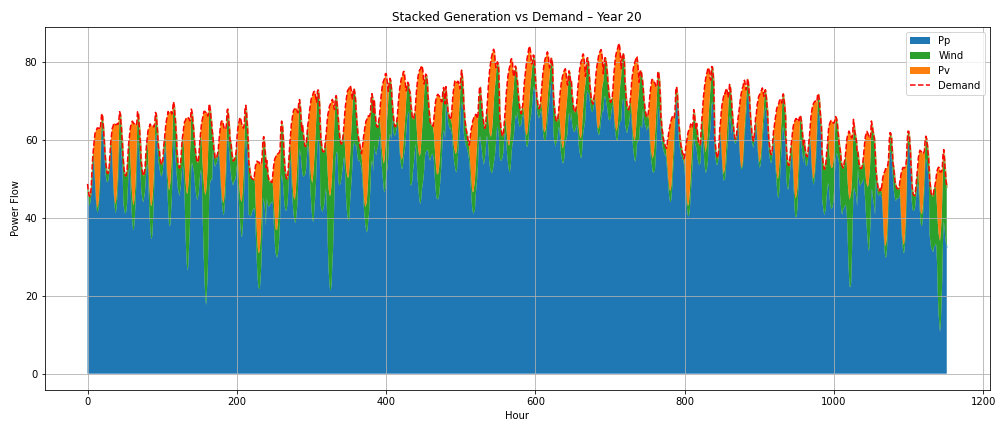 Stacked Generation vs Demand – Year 20
Pp
Wind
Pv
Demand
Power Flow
80
60
40
20
0
0 200 400 600 800 1000 1200
Hour